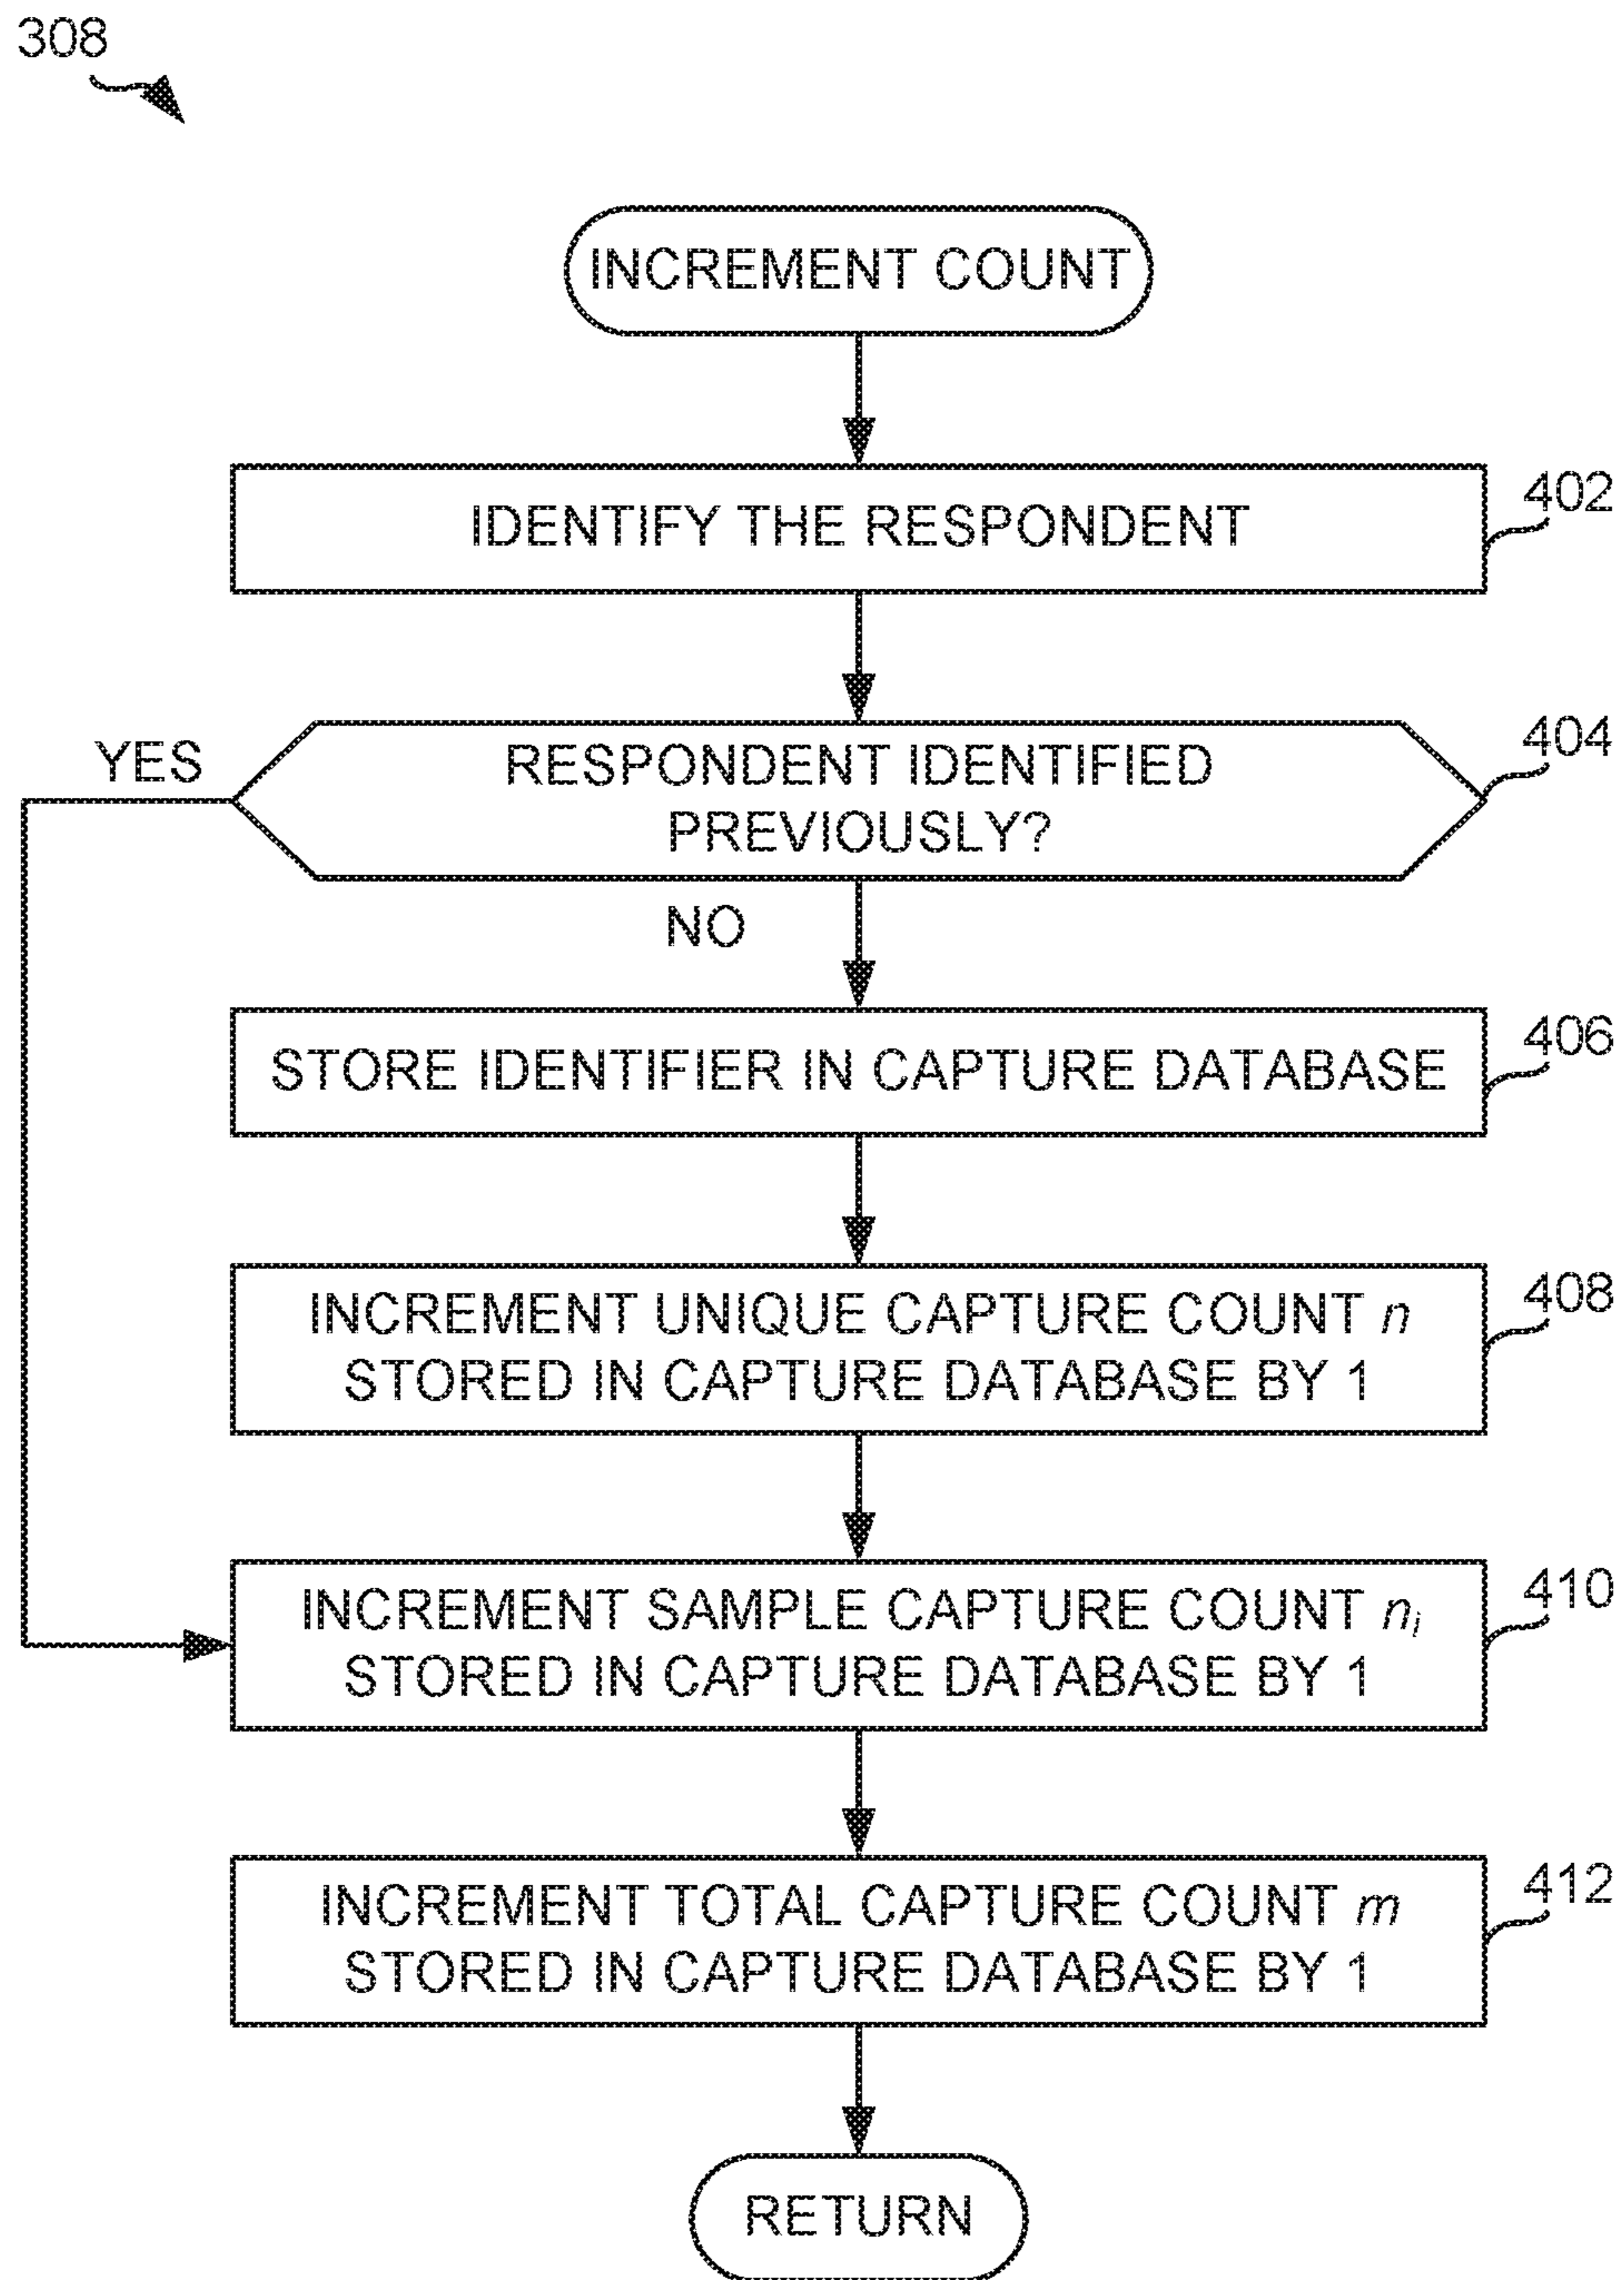 308
INCREMENT COUNT
IDENTIFY THE RESPONDENT
402
RESPONDENT IDENTIFIED
PREVIOUSLY?
404
YES
NO
STORE IDENTIFIER IN CAPTURE DATABASE
406
INCREMENT UNIQUE CAPTURE COUNT n
STORED IN CAPTURE DATABASE BY 1
408
INCREMENT SAMPLE CAPTURE COUNT nᵢ
STORED IN CAPTURE DATABASE BY 1
410
INCREMENT TOTAL CAPTURE COUNT m
STORED IN CAPTURE DATABASE BY 1
412
RETURN